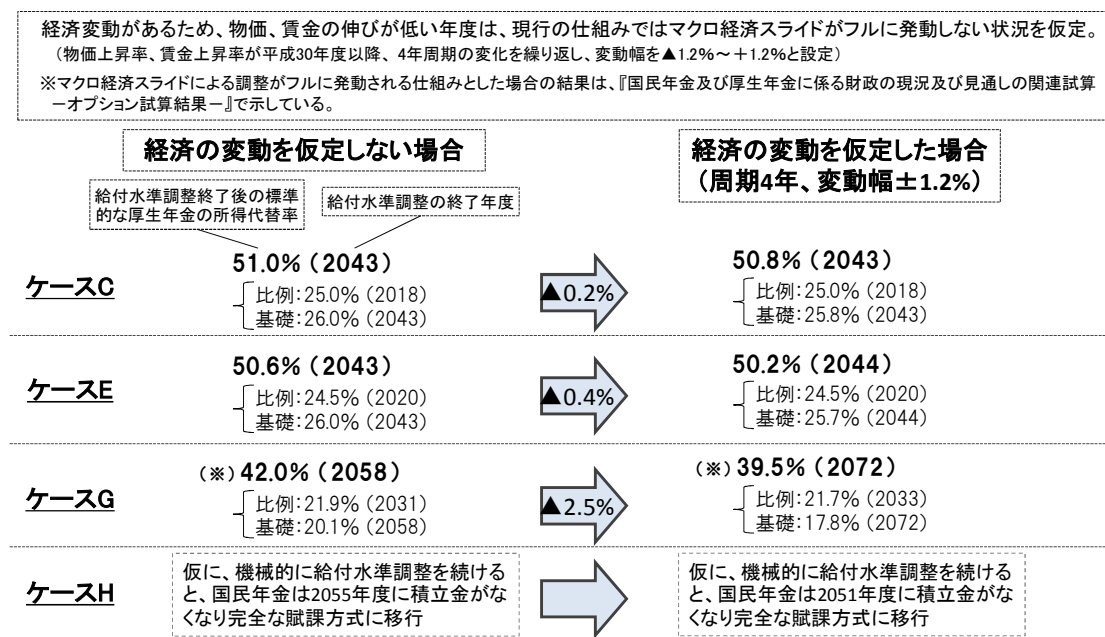 経済変動があるため、物価、賃金の伸びが低い年度は、現行の仕組みではマクロ経済スライドがフルに発動しない状況を仮定。
（物価上昇率、賃金上昇率が平成30年度以降、4年周期の変化を繰り返し、変動幅を▲1.2%～＋1.2%と設定）
※マクロ経済スライドによる調整がフルに発動される仕組みとした場合の結果は、『国民年金及び厚生年金に係る財政の現況及び見通しの関連試算
－オプション試算結果－』で示している。
経済の変動を仮定しない場合
経済の変動を仮定した場合
（周期4年、変動幅±1.2%）
給付水準調整終了後の標準
的な厚生年金の所得代替率
給付水準調整の終了年度
ケースC
51.0%（2043）
比例：25.0%（2018）
基礎：26.0%（2043）
▲0.2%
50.8%（2043）
比例：25.0%（2018）
基礎：25.8%（2043）
ケースE
50.6%（2043）
比例：24.5%（2020）
基礎：26.0%（2043）
▲0.4%
50.2%（2044）
比例：24.5%（2020）
基礎：25.7%（2044）
ケースG
（※）42.0%（2058）
比例：21.9%（2031）
基礎：20.1%（2058）
▲2.5%
（※）39.5%（2072）
比例：21.7%（2033）
基礎：17.8%（2072）
ケースH
仮に、機械的に給付水準調整を続ける
と、国民年金は2055年度に積立金がな
くなり完全な賦課方式に移行
仮に、機械的に給付水準調整を続ける
と、国民年金は2051年度に積立金がな
くなり完全な賦課方式に移行